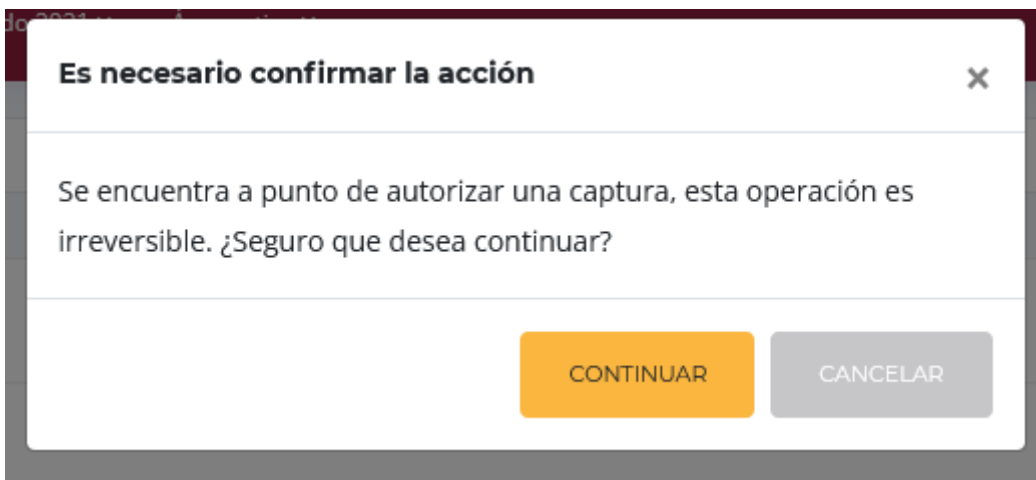 Es necesario confirmar la acción
×
Se encuentra a punto de autorizar una captura, esta operación es
irreversible. ¿Seguro que desea continuar?
CONTINUAR
CANCELAR